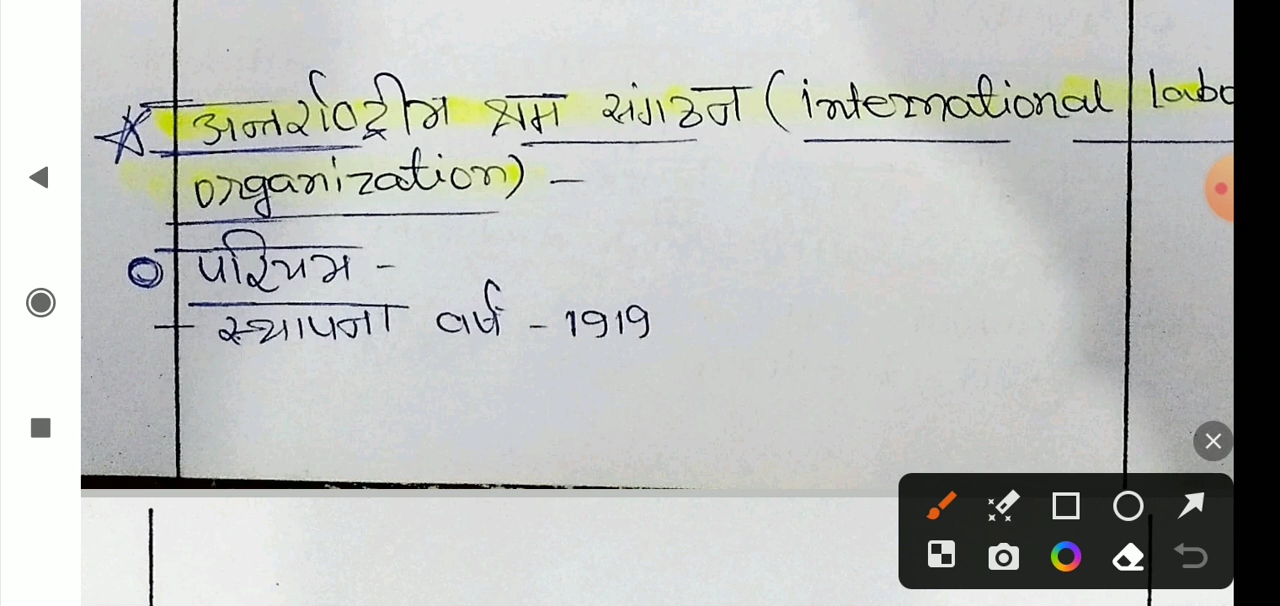 अन्तर्राष्ट्रीय श्रम संगठन (international labo
organization) –
परिचय -
स्थापना वर्ष - 1919